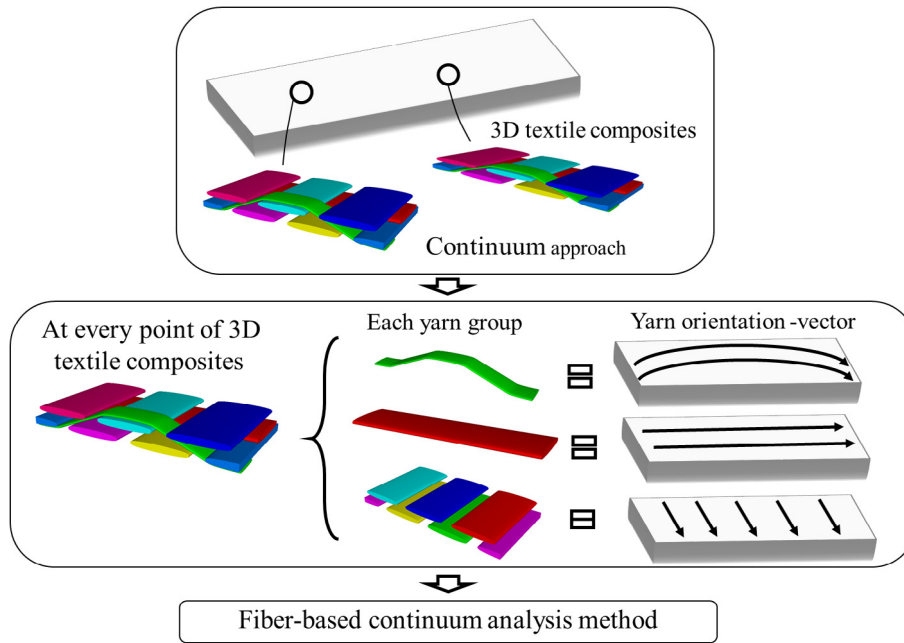 3D textile composites
Continuum approach
At every point of 3D
textile composites
Each yarn group
Yarn orientation -vector
Fiber-based continuum analysis method